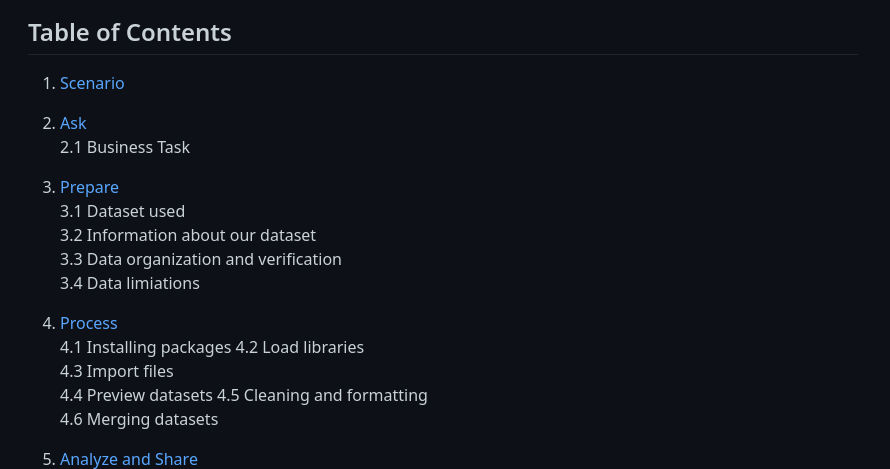 Table of Contents
1. Scenario
2. Ask
2.1 Business Task
3. Prepare
3.1 Dataset used
3.2 Information about our dataset
3.3 Data organization and verification
3.4 Data limiations
4. Process
4.1 Installing packages 4.2 Load libraries
4.3 Import files
4.4 Preview datasets 4.5 Cleaning and formatting
4.6 Merging datasets
5. Analyze and Share